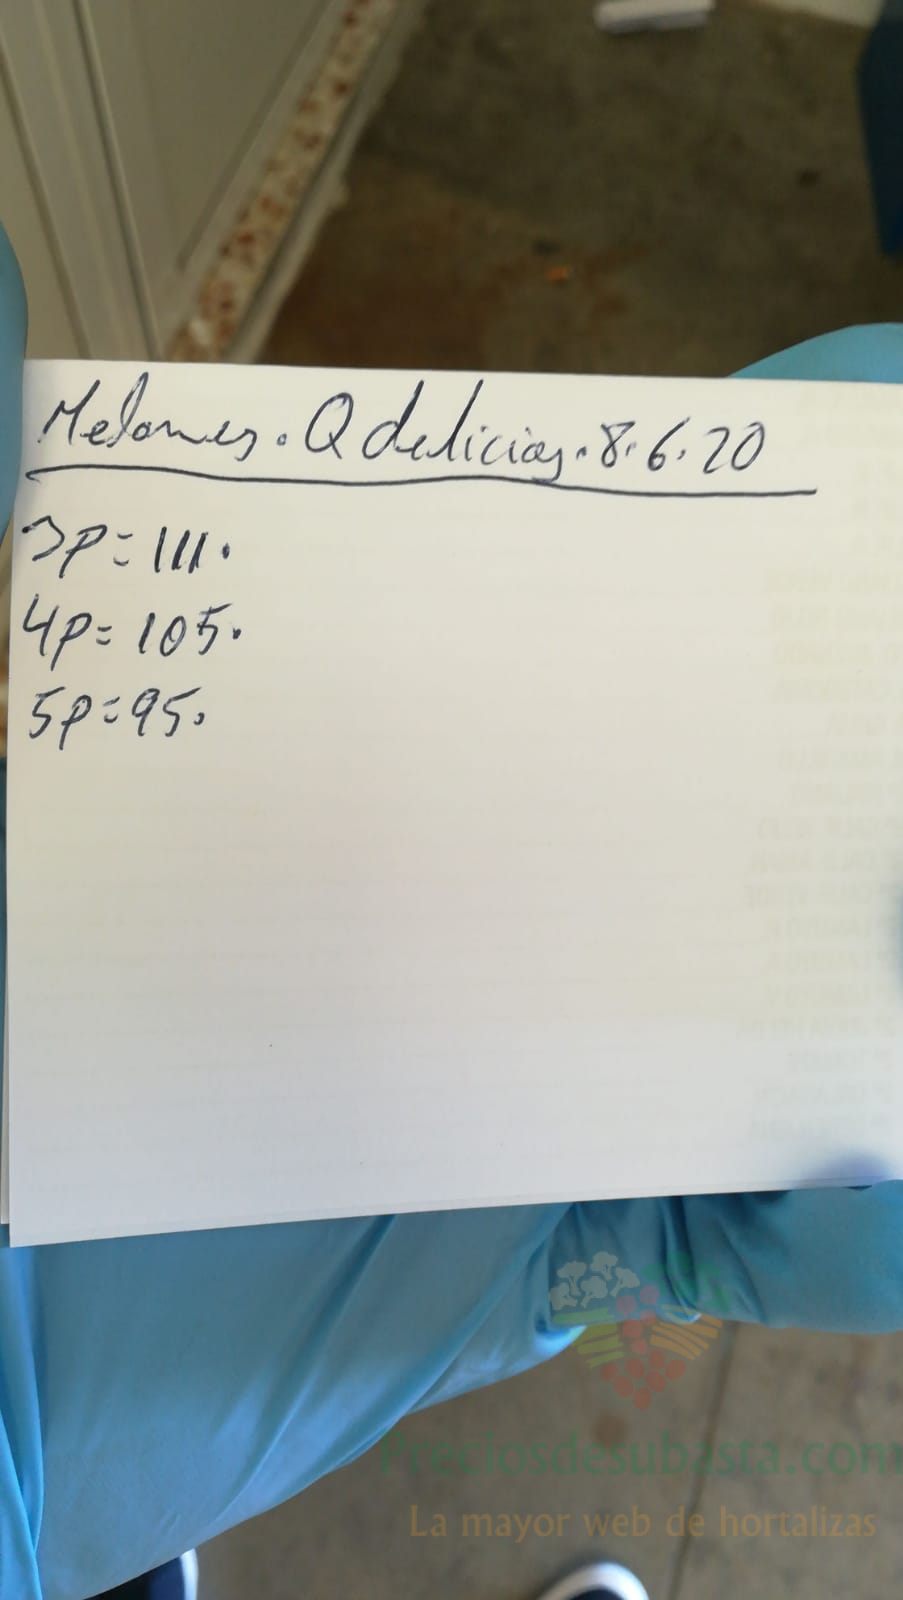 Melones. Q delicias. 8.6.20
3p=111.
4p=105.
5p=95.
Preciosdesubasta.com
La mayor web de hortalizas